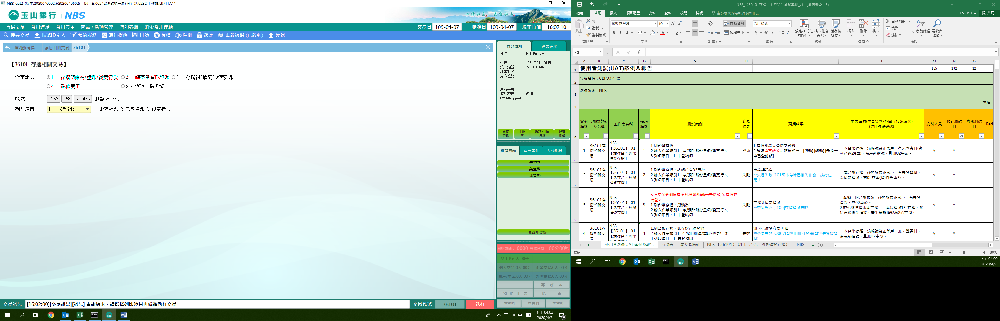 NBS-uat2 (版本:2020040602.b2020040602) 使用者:00242(測試櫃一辰) 分行別:9232 工作站:L9711A11
玉山銀行 | NBS
心清如玉,義重如山
自選交易 常用連結 常用表單 商品 / 活動管理 智能客服 消金常用連結
交易日 109-04-07 帳務日 109-04-07 現在時間 16:02:10
搜尋交易 帳號ID引入 預約服務 蒞行提醒 日誌 授權 廣播 鎖定 重啟週邊 (已啟動) 簽退
單/摺(補換.. 存摺相關交易 36101
【36101 存摺相關交易】
作業類別 1 - 存摺明細補/重印/變更行次 2 - 綜存單資料印錄 3 - 存摺補/換發/封面列印
4 - 磁條更正 5 - 恢復一摺多幣
帳號 9232 968 610436 測試顏一地
列印項目 1 - 未登補印 1-未登補印 2-已登重印 3-變更行次
身分識別 產品往來
姓名 測試顏一地
生日 1981年01月01日
統一編號 C299000446
理專姓名
身分註記
注意事項
簡訊密碼 使用中
近期事故異動
顧客資訊 手續費 通路/共同行銷 顧客影像
推薦商品 重要事件 互動記錄
無資料
無資料
無資料
一般轉介登錄
服務號碼: 0000 等候時間: 00分00秒
V I P:0人 00分
個人交易:0人 00分 企業交易:0人 00分
開戶/申請:0人 00分 外匯業務:0人 00分
再 呼 叫
預 約 叫 號 結 束
無資料 無資料 無資料
交易訊息 [16:02:00][交易訊息][訊息] 查詢結束,請選擇列印項目再繼續執行交易 交易代號 36101 執行
中 下午 04:02
2020/4/7
4
NBS_【36101存摺相關交易】測試案例_v1.4_測資盤點 - Excel
檔案 常用 插入 版面配置 公式 資料 校閱 檢視 告訴我您想要執行的動作... TEST19134 共用
貼上 剪下 複製 複製格式 剪貼簿
微軟正黑體 10 B I U 字型
自動換列 跨欄置中 對齊方式
通用格式 $ % , 數值
設定格式化的條件 格式化為表格 儲存格樣式 樣式
插入 刪除 格式 儲存格
自動加總 填滿 清除 排序與篩選 尋找與選取 編輯
O6 fx
A B C D G H I L M N O
1 使用者測試(UAT)案例&報告 155 132 12
2 專案名稱:CBP03 存款
3 測試系統:NBS
4 專項
5 案例編號 功能代號及名稱 工作表名稱 情境編號 測試案例 交易結果 預期結果 前置準備(包含資料/外圍介接系統等)(與IT討論確認) 測試人員 預計測試日 實際測試日
6 1 36101存摺相關交易 NBS_【36101】_01【活存台、外幣補登存摺】 1
1.刷台幣存摺
2.輸入作業類別1.-存摺明細補/重印/變更行次
3.列印項目:1-未登補印
成功
1.存摺印錄未登摺之資料
2.確認換頁時的表頭格式為:[摺號] [帳號] [最後一筆已登餘額]
一本台幣存摺,該帳號為正常戶,有未登資料(資料超過24筆),為最新摺號,且無02事故。
V V
7 2 36101存摺相關交易 NBS_【36101】_01【活存台、外幣補登存摺】 2
1.刷台幣存摺,該帳戶有02事故
2.輸入作業類別1.-存摺明細補/重印/變更行次
3.列印項目:1-未登補印
失敗
出錯誤訊息
**交易失敗:[1016]本存簿已掛失作廢,請勿使用!!
一本台幣存摺,該帳號為正常戶,有未登資料,為最新摺號,有02存單(摺)掛失事故。
V V
8 3 36101存摺相關交易 NBS_【36101】_01【活存台、外幣補登存摺】 3
<此案例要測顧客拿到補發前(非最新摺號)的存摺來補登>
1.刷台幣存摺,摺號為1
2.輸入作業類別1.-存摺明細補/重印/變更行次
3.列印項目:1-未登補印
失敗
存摺非最新摺號
**交易失敗:[E106]存摺摺號有誤
1.產製一個台幣帳號,該帳號為正常戶,有未登資料,無02事故。
2.該帳號準備兩本存摺:一本為摺號1的存摺,然後再做掛失補發,產生最新摺號為2的存摺。
V V
4 36101存摺相關交易 NBS_【36101】_01【活存台、外幣補登存摺】 4
1.刷台幣存摺,此存摺已補登過
2.輸入作業類別1.-存摺明細補/重印/變更行次
3.列印項目:1-未登補印
失敗
無可供補登交易明細
**交易失敗:[Q007]查無明細可登錄(查無未登摺資料)
一本台幣存摺,該帳號為正常戶,無未登資料,為最新摺號,且無02事故。
V V
使用者測試(UAT)案例&報告 互助表 本交易統計 NBS_【36101】_01【活存台、外幣補登存摺】 NBS_ ...
就緒 80%
下午 04:02
2020/4/7